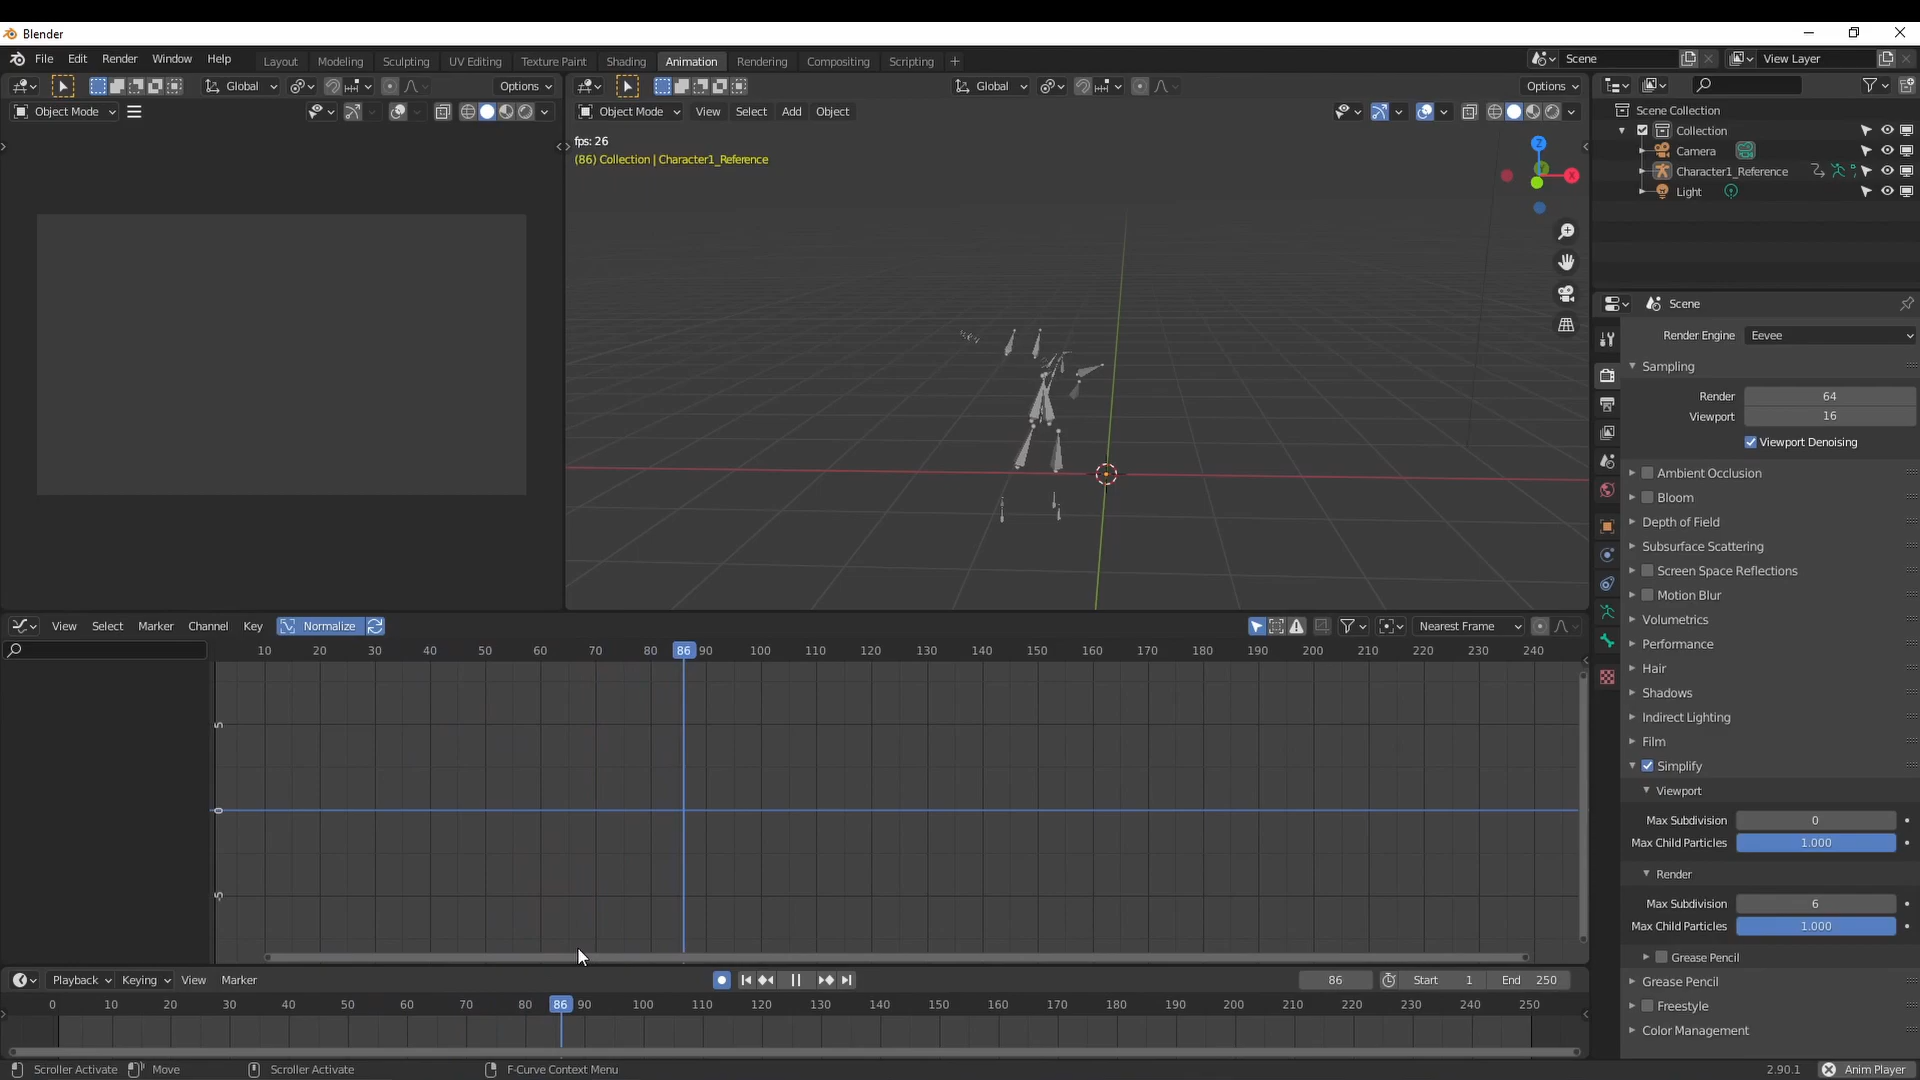 Blender
File Edit Render Window Help Layout Modeling Sculpting UV Editing Texture Paint Shading Animation Rendering Compositing Scripting + Scene View Layer
Global Options Global Options
Object Mode Object Mode View Select Add Object
fps: 26
(86) Collection | Character1_Reference
Z
X
Scene Collection
Collection
Camera
Character1_Reference
Light
Scene
Render Engine Eevee
Sampling
Render 64
Viewport 16
Viewport Denoising
Ambient Occlusion
Bloom
Depth of Field
Subsurface Scattering
Screen Space Reflections
Motion Blur
Volumetrics
Performance
Hair
Shadows
Indirect Lighting
Film
Simplify
Viewport
Max Subdivision 0
Max Child Particles 1.000
Render
Max Subdivision 6
Max Child Particles 1.000
Grease Pencil
Grease Pencil
Freestyle
Color Management
View Select Marker Channel Key Normalize Nearest Frame
10 20 30 40 50 60 70 80 86 90 100 110 120 130 140 150 160 170 180 190 200 210 220 230 240
5
0
-5
Playback Keying View Marker 86 Start 1 End 250
0 10 20 30 40 50 60 70 80 86 90 100 110 120 130 140 150 160 170 180 190 200 210 220 230 240 250
Scroller Activate Move Scroller Activate F-Curve Context Menu 2.90.1 Anim Player